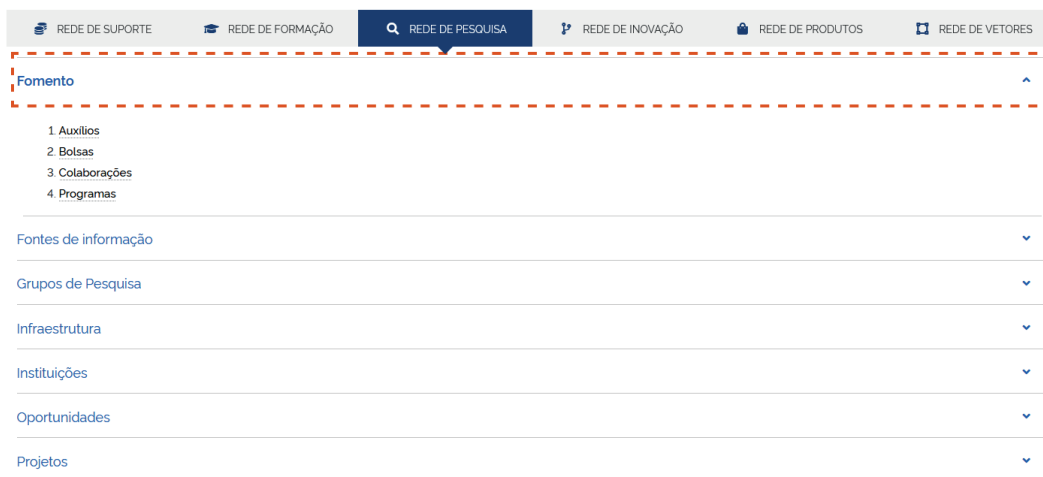 REDE DE SUPORTE REDE DE FORMAÇÃO REDE DE PESQUISA REDE DE INOVAÇÃO REDE DE PRODUTOS REDE DE VETORES
Fomento
1. Auxílios
2. Bolsas
3. Colaborações
4. Programas
Fontes de informação
Grupos de Pesquisa
Infraestrutura
Instituições
Oportunidades
Projetos